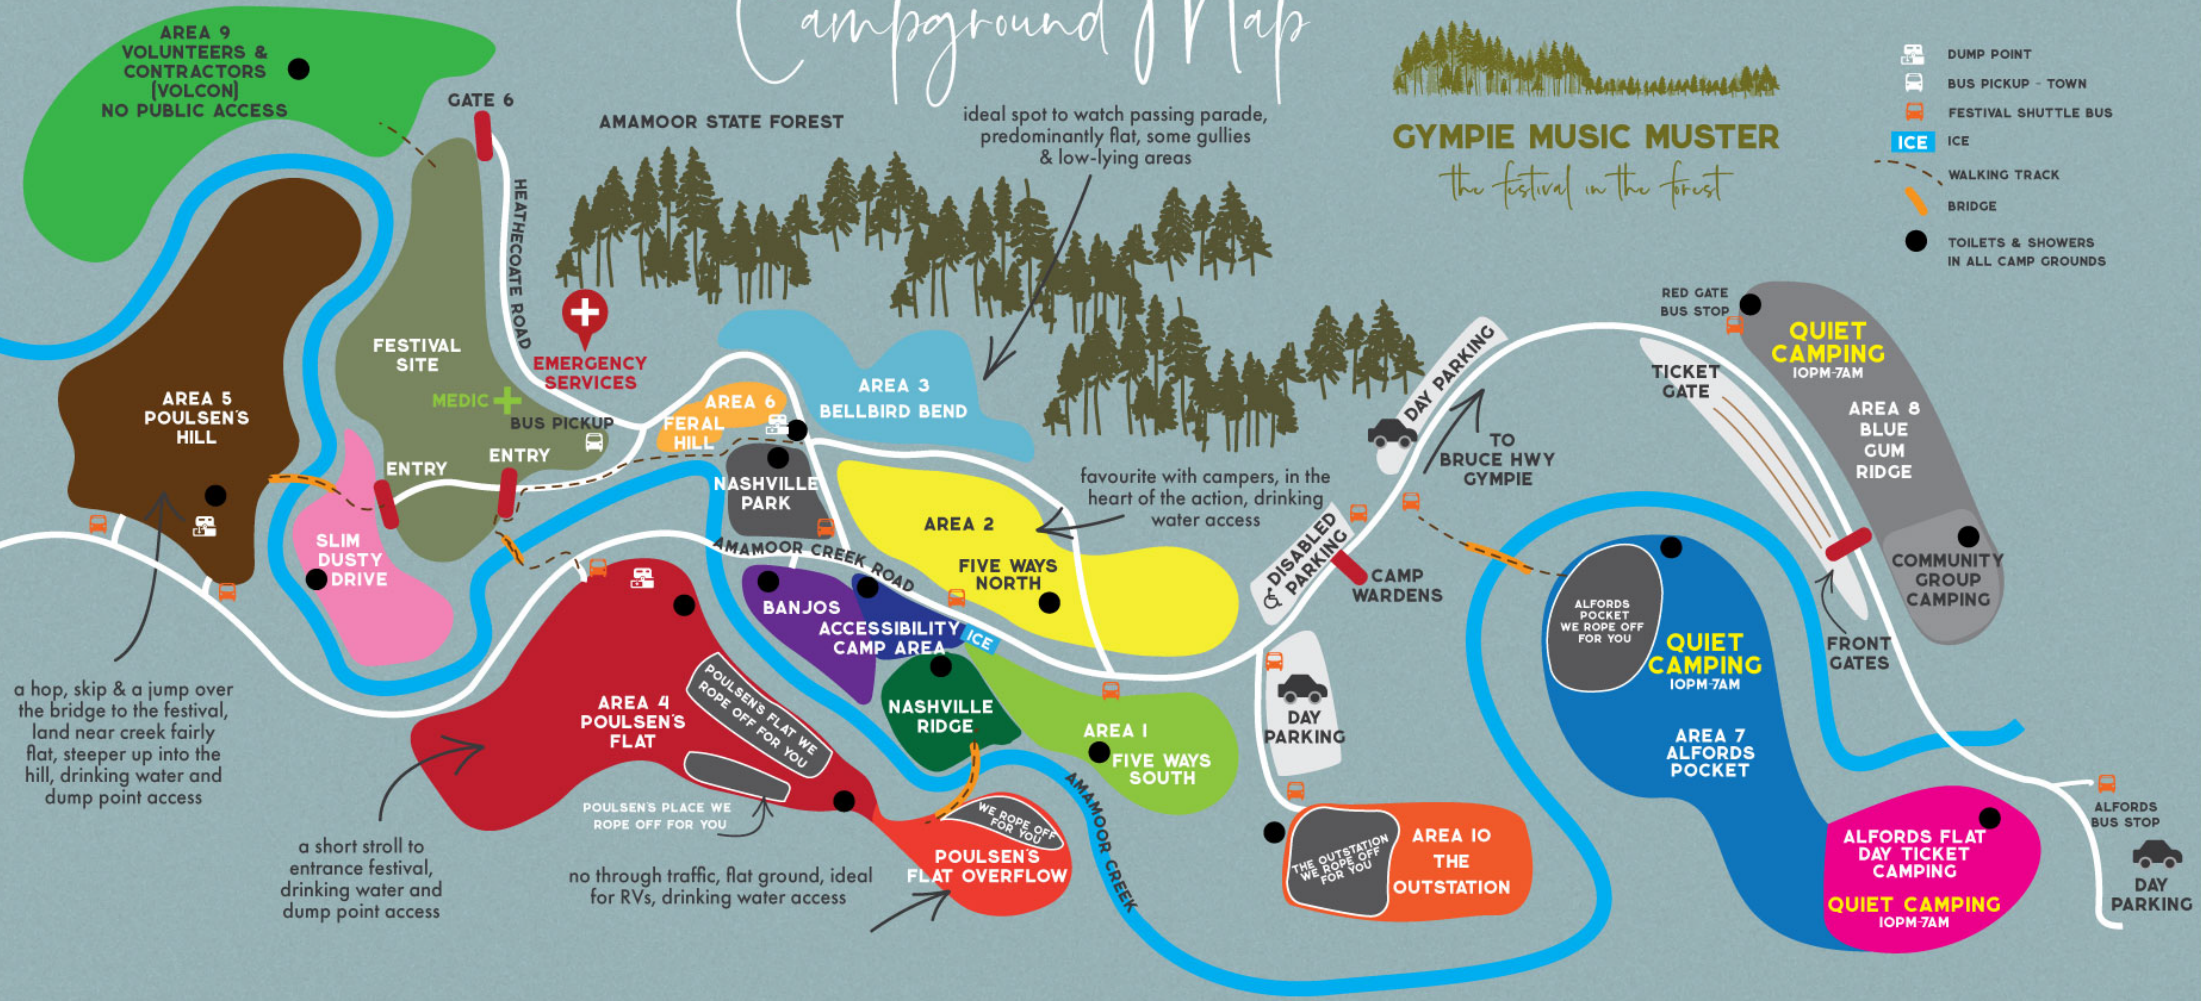 Campground Map
AREA 9
VOLUNTEERS &
CONTRACTORS
(VOLCON)
NO PUBLIC ACCESS
GATE 6
HEATHECOATE ROAD
AMAMOOR STATE FOREST
ideal spot to watch passing parade,
predominantly flat, some gullies
& low-lying areas
GYMPIE MUSIC MUSTER
the festival in the forest
DUMP POINT
BUS PICKUP - TOWN
FESTIVAL SHUTTLE BUS
ICE
ICE
WALKING TRACK
BRIDGE
TOILETS & SHOWERS
IN ALL CAMP GROUNDS
FESTIVAL
SITE
MEDIC
BUS PICKUP
EMERGENCY
SERVICES
ENTRY
ENTRY
AREA 5
POULSEN'S
HILL
SLIM
DUSTY
DRIVE
AREA 6
FERAL
HILL
AREA 3
BELLBIRD BEND
NASHVILLE
PARK
AREA 2
FIVE WAYS
NORTH
favourite with campers, in the
heart of the action, drinking
water access
AMAMOOR CREEK ROAD
BANJOS
ACCESSIBILITY
CAMP AREA
ICE
NASHVILLE
RIDGE
AREA 1
FIVE WAYS
SOUTH
AREA 4
POULSEN'S
FLAT
POULSEN'S FLAT WE
ROPE OFF FOR YOU
POULSEN'S PLACE WE
ROPE OFF FOR YOU
WE ROPE OFF
FOR YOU
POULSEN'S
FLAT OVERFLOW
no through traffic, flat ground, ideal
for RVs, drinking water access
a short stroll to
entrance festival,
drinking water and
dump point access
a hop, skip & a jump over
the bridge to the festival,
land near creek fairly
flat, steeper up into the
hill, drinking water and
dump point access
AMAMOOR CREEK
DAY PARKING
TO
BRUCE HWY
GYMPIE
DISABLED
PARKING
CAMP
WARDENS
DAY
PARKING
THE OUTSTATION
WE ROPE OFF
FOR YOU
AREA 10
THE
OUTSTATION
RED GATE
BUS STOP
TICKET
GATE
QUIET
CAMPING
10PM-7AM
AREA 8
BLUE
GUM
RIDGE
COMMUNITY
GROUP
CAMPING
FRONT
GATES
ALFORDS
POCKET
WE ROPE OFF
FOR YOU
QUIET
CAMPING
10PM-7AM
AREA 7
ALFORDS
POCKET
ALFORDS FLAT
DAY TICKET
CAMPING
QUIET CAMPING
10PM-7AM
ALFORDS
BUS STOP
DAY
PARKING